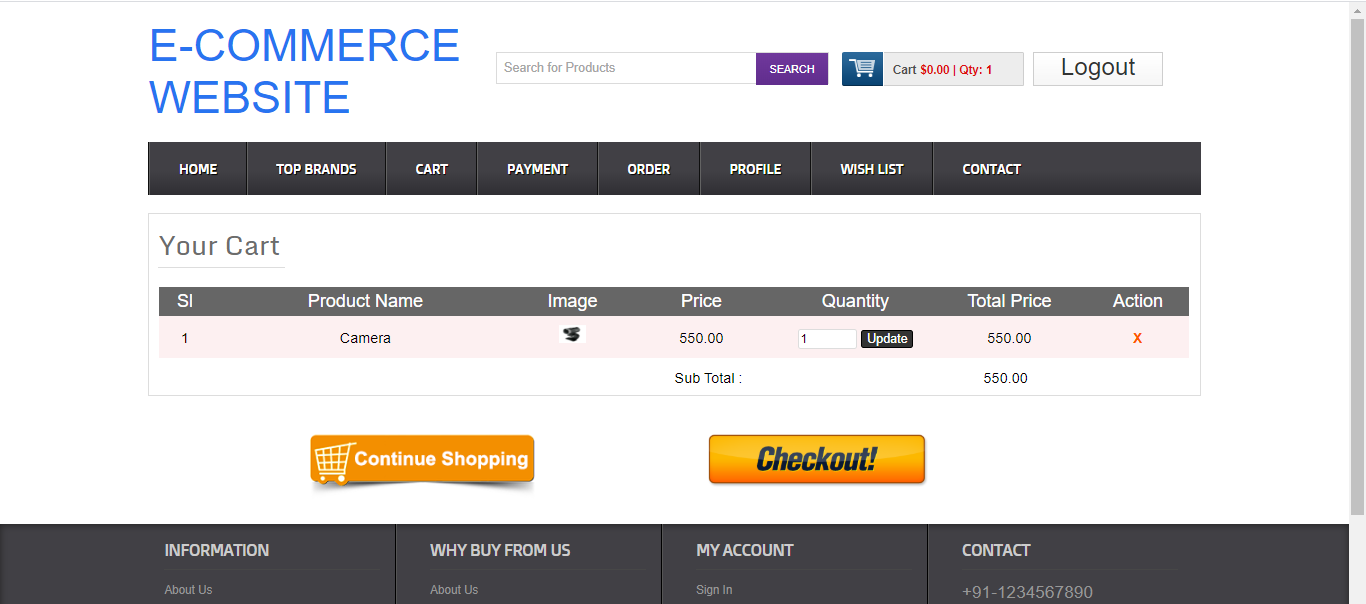 E-COMMERCE
WEBSITE
Search for Products
SEARCH
Cart $0.00 | Qty: 1
Logout
HOME TOP BRANDS CART PAYMENT ORDER PROFILE WISH LIST CONTACT
Your Cart
Sl Product Name Image Price Quantity Total Price Action
1 Camera 550.00 1 Update 550.00 X
Sub Total : 550.00
Continue Shopping
Checkout!
INFORMATION WHY BUY FROM US MY ACCOUNT CONTACT
About Us About Us Sign In +91-1234567890